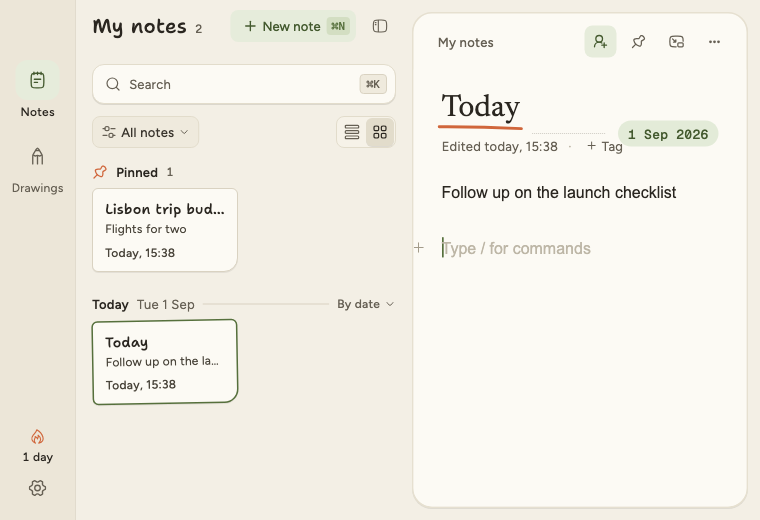 Notes
Drawings
1 day
My notes 2
+ New note ⌘N
Search ⌘K
All notes
Pinned 1
Lisbon trip bud...
Flights for two
Today, 15:38
Today Tue 1 Sep By date
Today
Follow up on the la...
Today, 15:38
My notes
Today
1 Sep 2026
Edited today, 15:38 · + Tag
Follow up on the launch checklist
+ Type / for commands